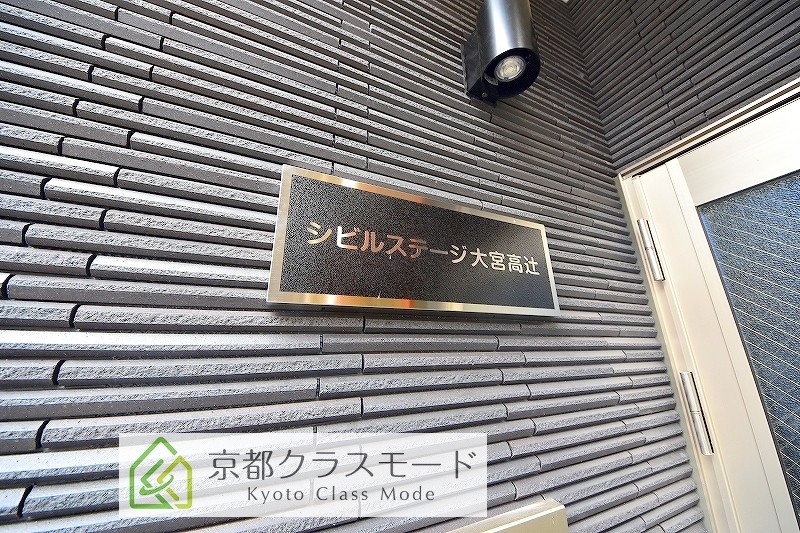 シビルステージ大宮高辻
京都クラスモード
Kyoto Class Mode